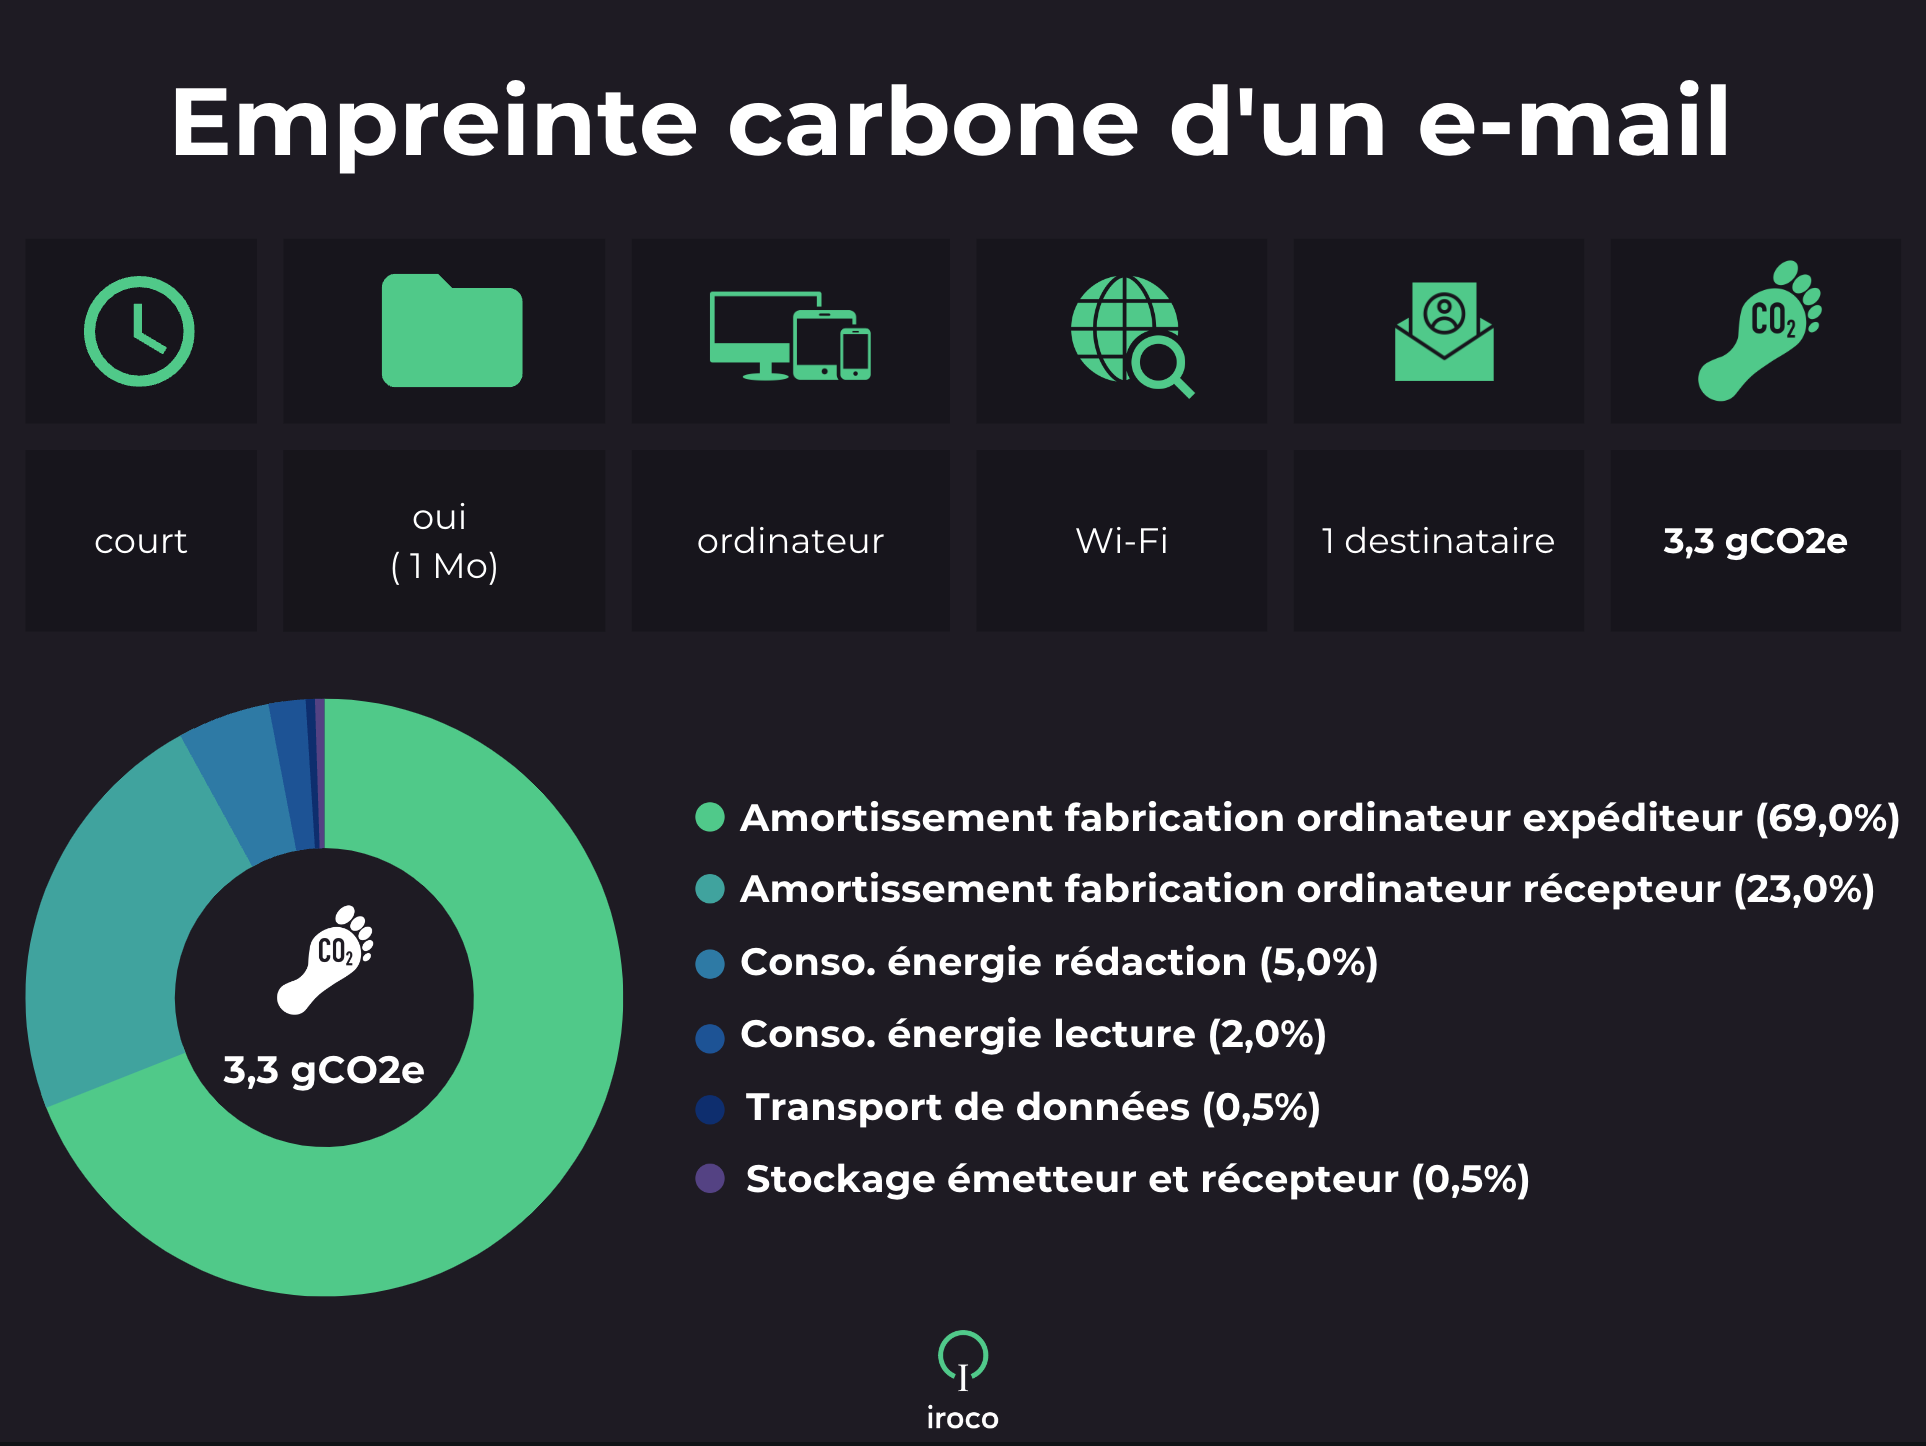 Empreinte carbone d'un e-mail
CO2
court
oui
( 1 Mo)
ordinateur
Wi-Fi
1 destinataire
3,3 gCO2e
CO2
3,3 gCO2e
Amortissement fabrication ordinateur expéditeur (69,0%)
Amortissement fabrication ordinateur récepteur (23,0%)
Conso. énergie rédaction (5,0%)
Conso. énergie lecture (2,0%)
Transport de données (0,5%)
Stockage émetteur et récepteur (0,5%)
iroco